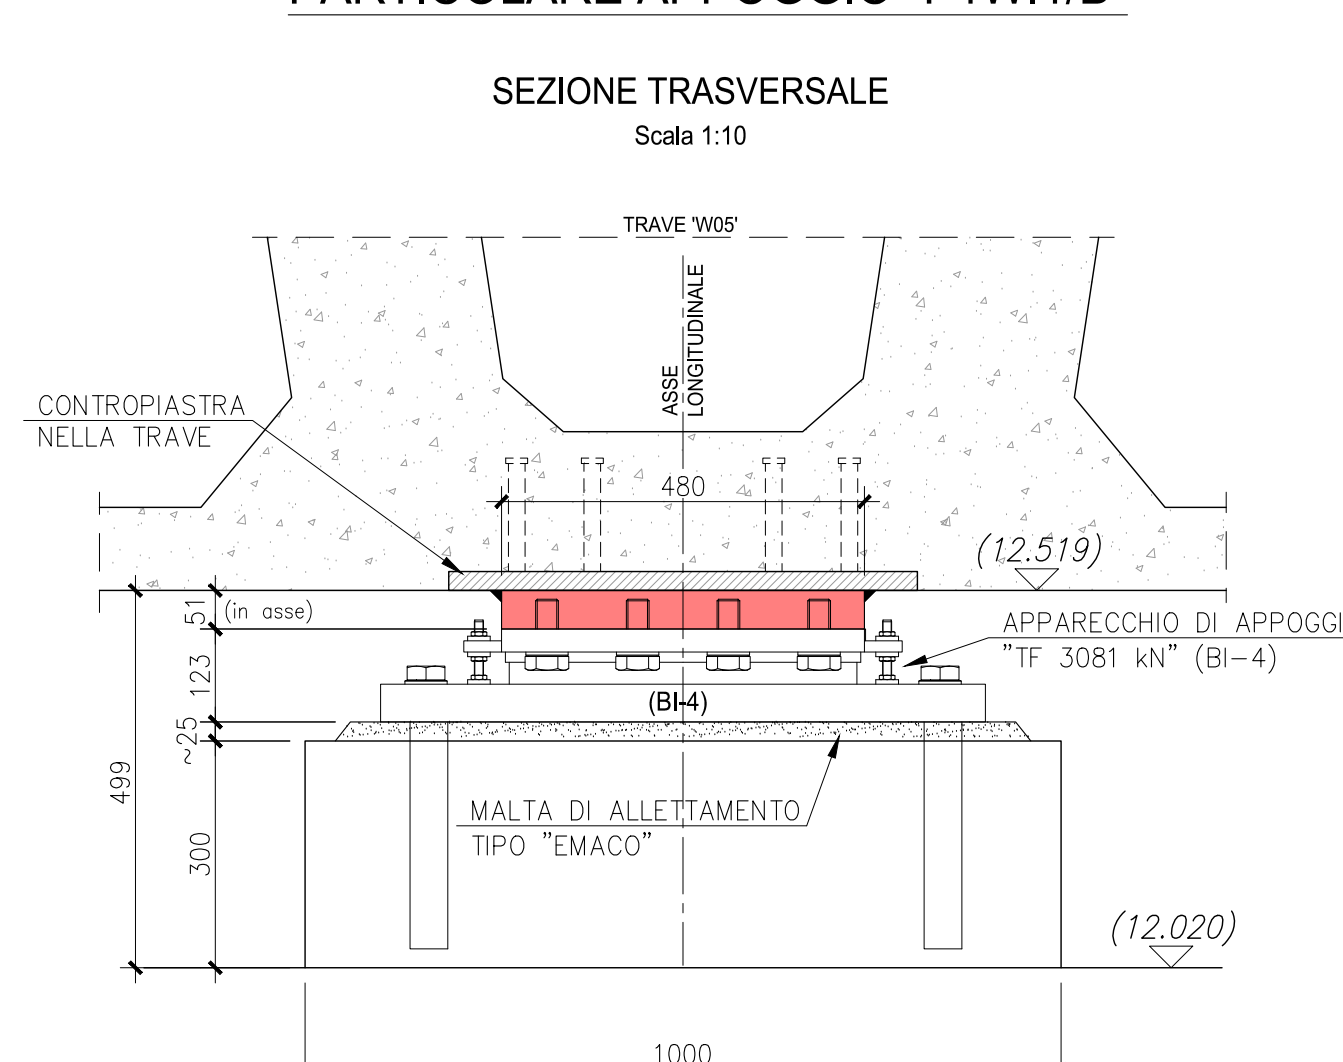 SEZIONE TRASVERSALE
Scala 1:10
TRAVE 'W05'
ASSE
LONGITUDINALE
CONTROPIASTRA
NELLA TRAVE
480
(12.519)
51
(in asse)
APPARECCHIO DI APPOGGI
"TF 3081 kN" (BI-4)
123
(BI-4)
~25
499
MALTA DI ALLETTAMENTO
TIPO "EMACO"
300
(12.020)
1000